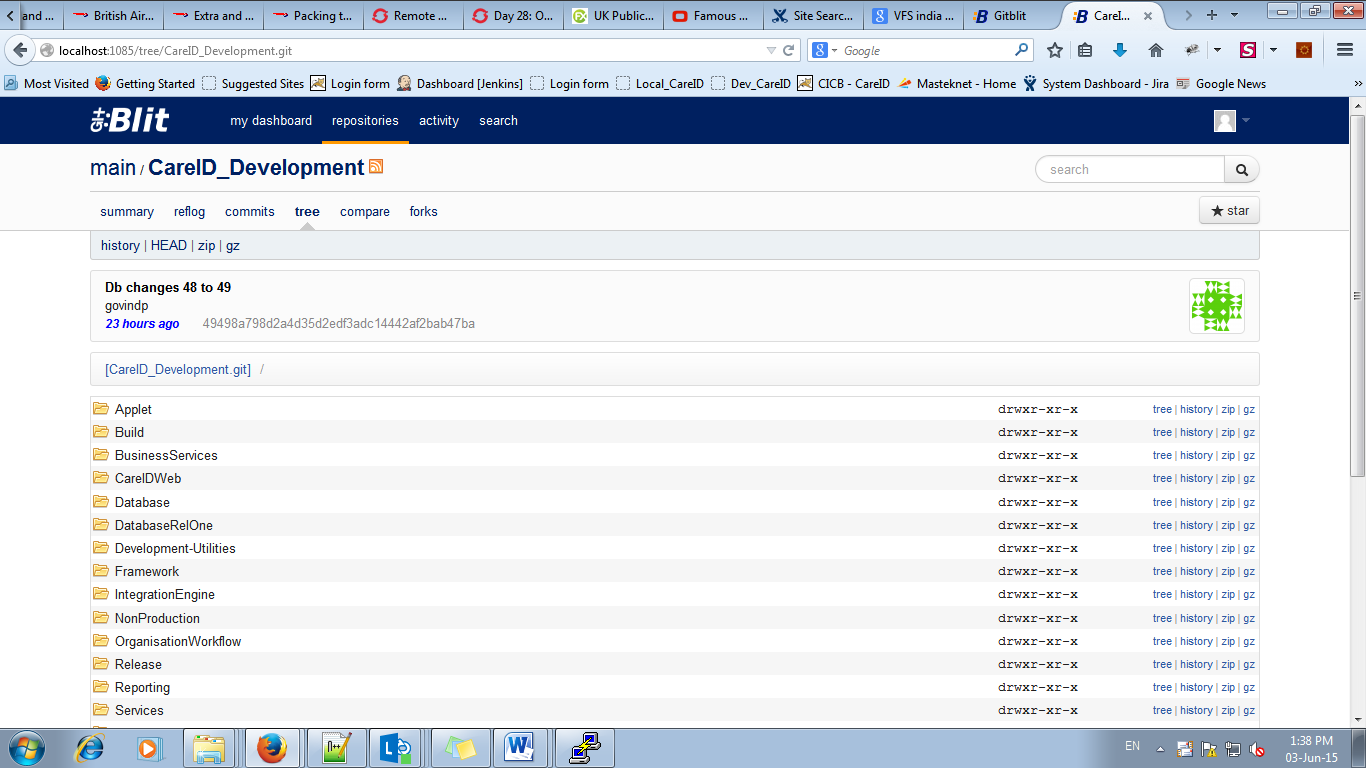 and ...
British Air...
Extra and ...
Packing t...
Remote ...
Day 28: O...
UK Public...
Famous ...
Site Searc...
VFS india ...
Gitblit
CareI...
localhost:1085/tree/CareID_Development.git
Google
Most Visited
Getting Started
Suggested Sites
Login form
Dashboard [Jenkins]
Login form
Local_CareID
Dev_CareID
CICB - CareID
Masteknet - Home
System Dashboard - Jira
Google News
git Blit
my dashboard
repositories
activity
search
main / CareID_Development
search
summary
reflog
commits
tree
compare
forks
star
history | HEAD | zip | gz
Db changes 48 to 49
govindp
23 hours ago 49498a798d2a4d35d2edf3adc14442af2bab47ba
[CareID_Development.git] /
Applet drwxr-xr-x tree | history | zip | gz
Build drwxr-xr-x tree | history | zip | gz
BusinessServices drwxr-xr-x tree | history | zip | gz
CareIDWeb drwxr-xr-x tree | history | zip | gz
Database drwxr-xr-x tree | history | zip | gz
DatabaseRelOne drwxr-xr-x tree | history | zip | gz
Development-Utilities drwxr-xr-x tree | history | zip | gz
Framework drwxr-xr-x tree | history | zip | gz
IntegrationEngine drwxr-xr-x tree | history | zip | gz
NonProduction drwxr-xr-x tree | history | zip | gz
OrganisationWorkflow drwxr-xr-x tree | history | zip | gz
Release drwxr-xr-x tree | history | zip | gz
Reporting drwxr-xr-x tree | history | zip | gz
Services drwxr-xr-x tree | history | zip | gz
EN
1:38 PM
03-Jun-15